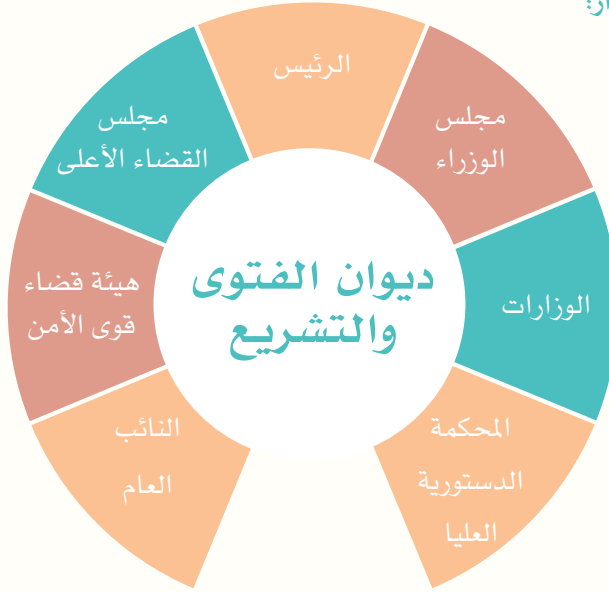 الرئيس
مجلس
الوزراء
الوزارات
المحكمة
الدستورية
العليا
مجلس
القضاء الأعلى
هيئة قضاء
قوى الأمن
النائب
العام
ديوان الفتوى
والتشريع